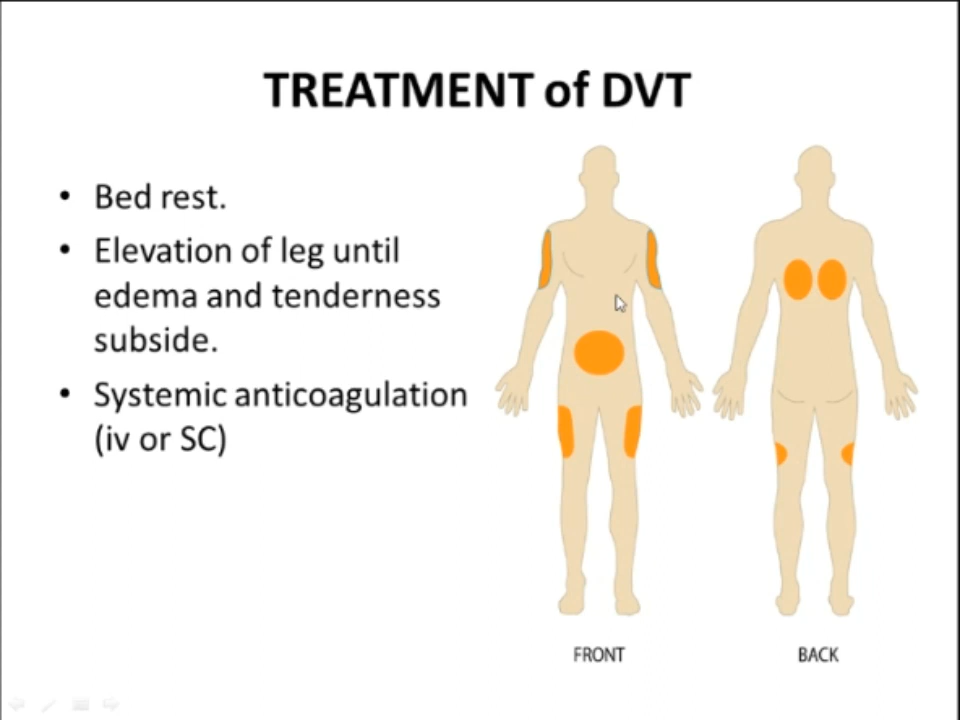 TREATMENT of DVT
• Bed rest.
• Elevation of leg until
edema and tenderness
subside.
• Systemic anticoagulation
(iv or SC)
FRONT
BACK